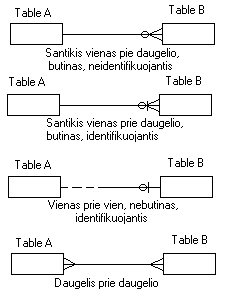 Table A
Table B
Santikis vienas pie daugelio,
butinas, neidentifikuojantis
Table A
Table B
Santikis vienas prie daugelio,
butinas, identifikuojantis
Table A
Table B
Vienas prie vien, nebutinas,
identifikuojantis
Table A
Table B
Daugelis prie daugelio